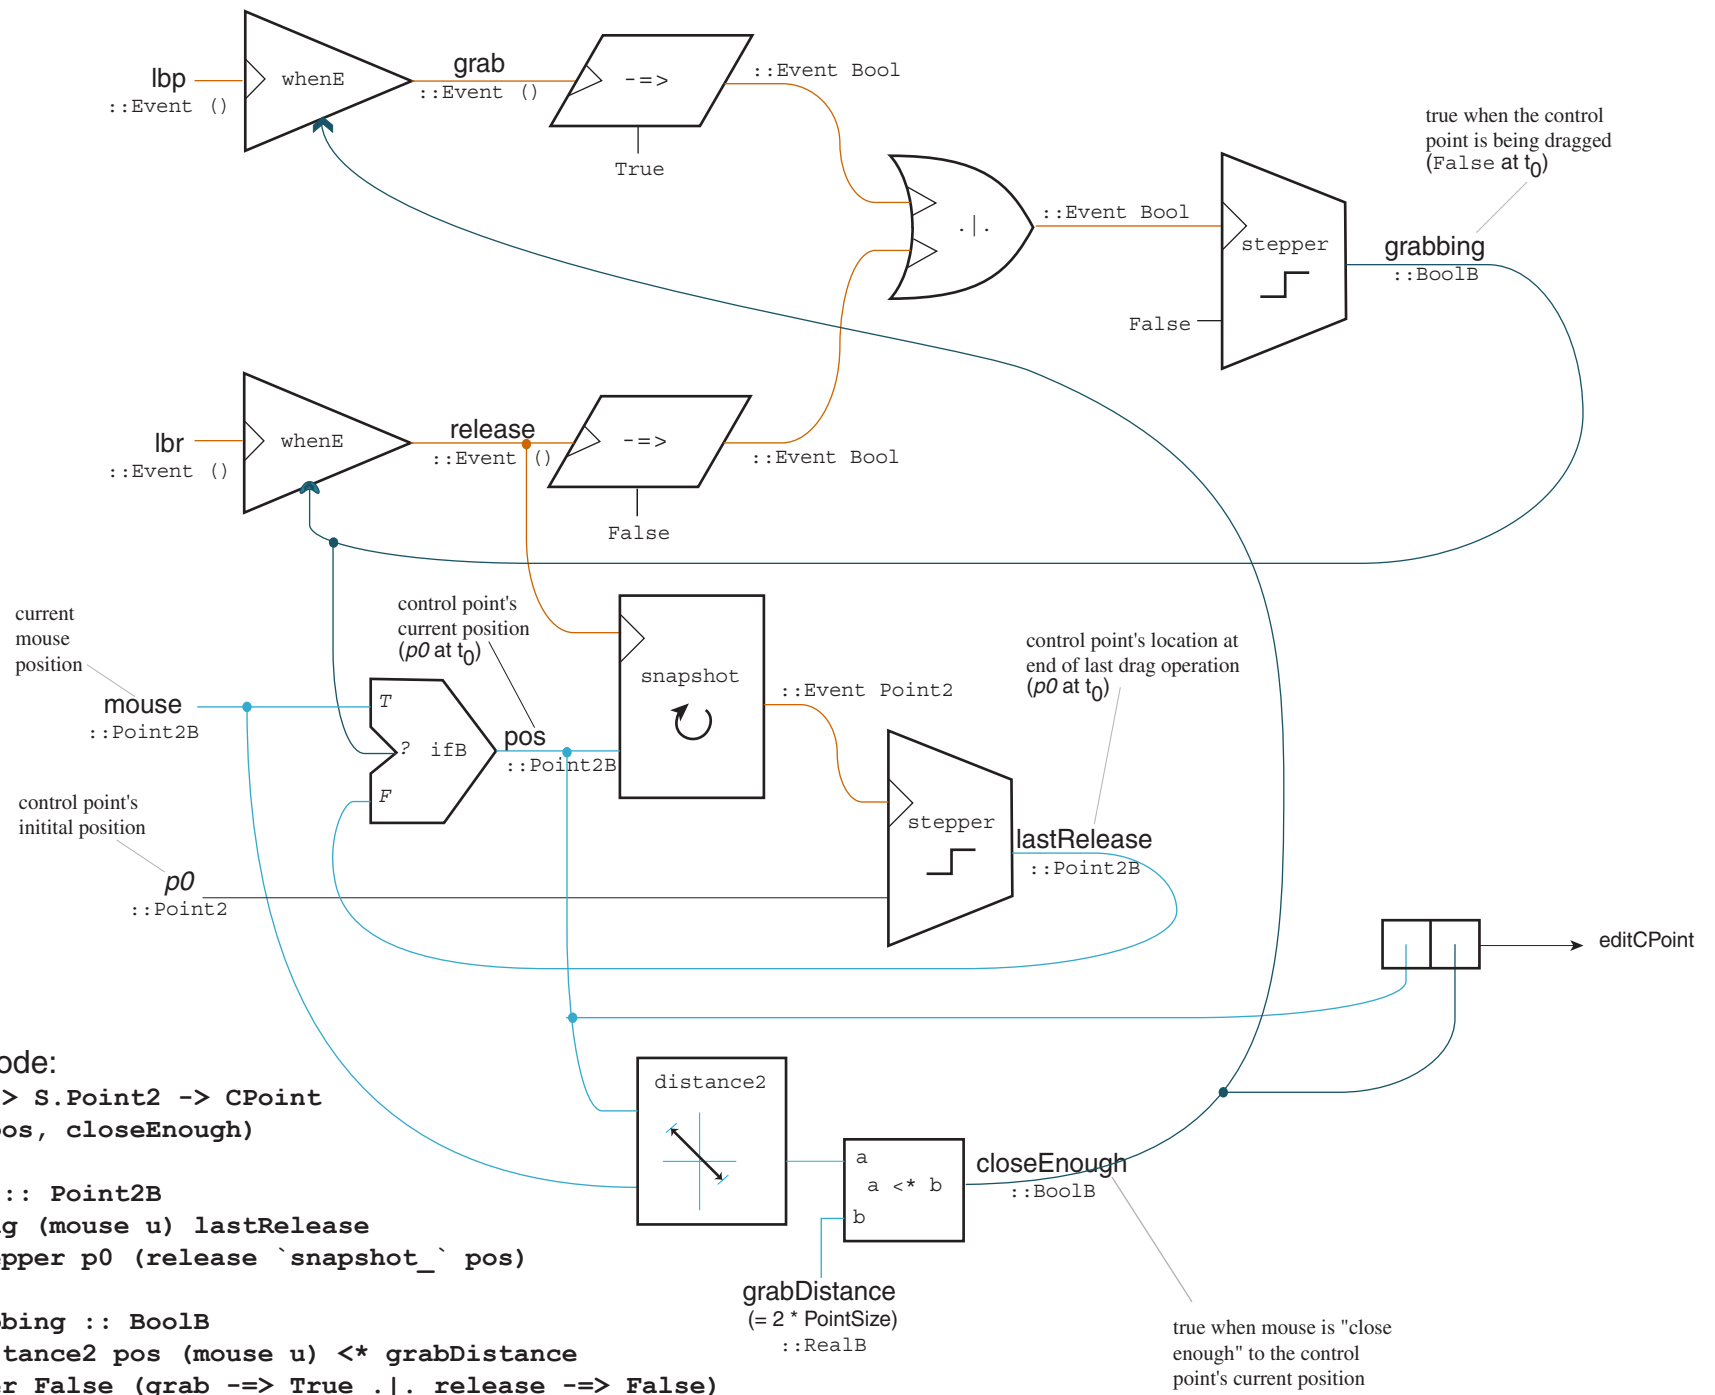 lbp
::Event ()
whenE
grab
::Event ()
-=>
True
::Event Bool
.|.
::Event Bool
stepper
False
true when the control
point is being dragged
(False at t0)
grabbing
::BoolB
lbr
::Event ()
whenE
release
::Event ()
-=>
False
::Event Bool
current
mouse
position
mouse
::Point2B
control point's
current position
(p0 at t0)
T
? ifB
F
pos
::Point2B
snapshot
::Event Point2
control point's location at
end of last drag operation
(p0 at t0)
control point's
initital position
p0
::Point2
stepper
lastRelease
::Point2B
editCPoint
distance2
a
a <* b
b
closeEnough
::BoolB
grabDistance
(= 2 * PointSize)
::RealB
true when mouse is "close
enough" to the control
point's current position
ode:
> S.Point2 -> CPoint
os, closeEnough)
:: Point2B
g (mouse u) lastRelease
pper p0 (release `snapshot_` pos)
bing :: BoolB
tance2 pos (mouse u) <* grabDistance
r False (grab -=> True .|. release -=> False)